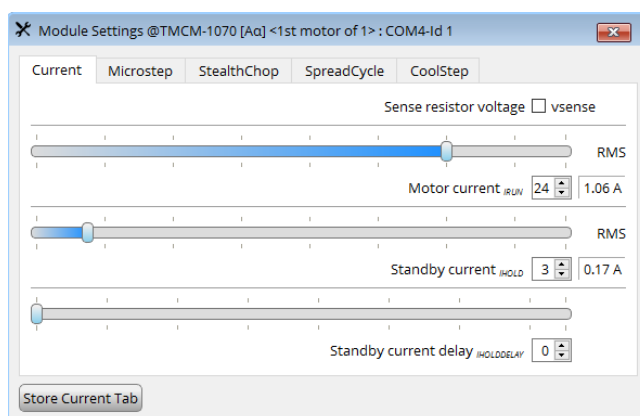 Module Settings @TMCM-1070 [Aα] <1st motor of 1> : COM4-Id 1
Current Microstep StealthChop SpreadCycle CoolStep
Sense resistor voltage vsense
RMS
Motor current IRUN 24 1.06 A
RMS
Standby current IHOLD 3 0.17 A
Standby current delay IHOLDDELAY 0
Store Current Tab